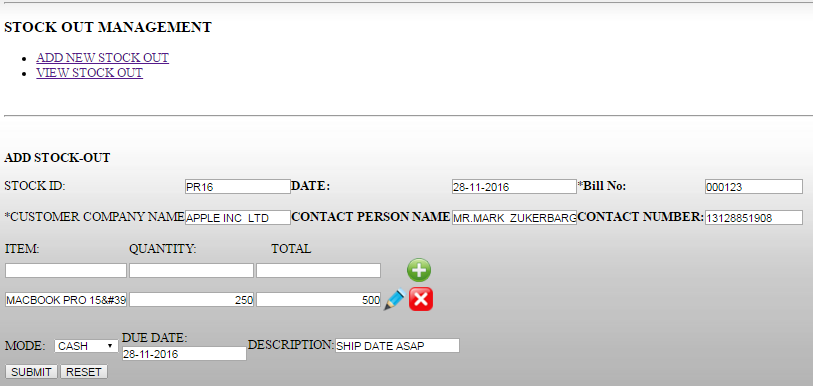 STOCK OUT MANAGEMENT
ADD NEW STOCK OUT
VIEW STOCK OUT
ADD STOCK-OUT
STOCK ID: PR16 DATE: 28-11-2016 *Bill No: 000123
*CUSTOMER COMPANY NAME APPLE INC LTD CONTACT PERSON NAME MR.MARK ZUKERBARG CONTACT NUMBER: 13128851908
ITEM: QUANTITY: TOTAL
MACBOOK PRO 15&#39 250 500
MODE: CASH DUE DATE: 28-11-2016 DESCRIPTION: SHIP DATE ASAP
SUBMIT RESET